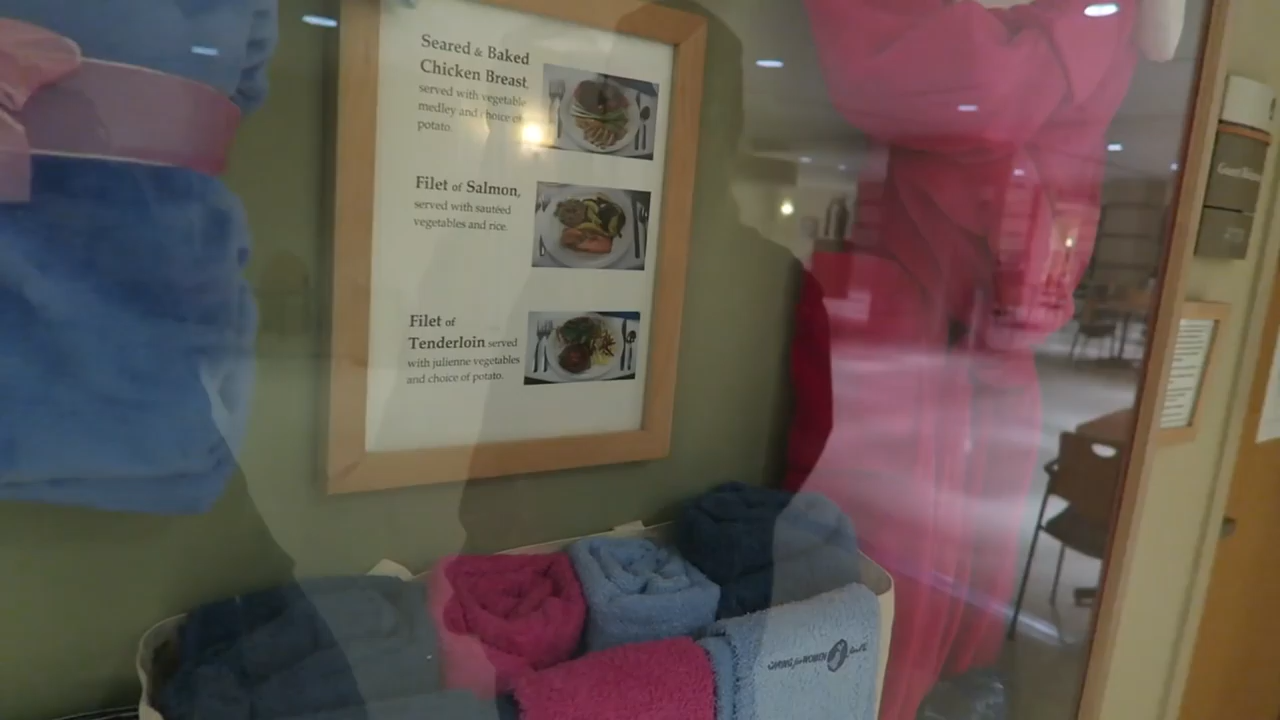 Seared & Baked
Chicken Breast,
served with vegetable
medley and choice of
potato.
Filet of Salmon,
served with sautéed
vegetables and rice.
Filet of
Tenderloin served
with julienne vegetables
and choice of potato.